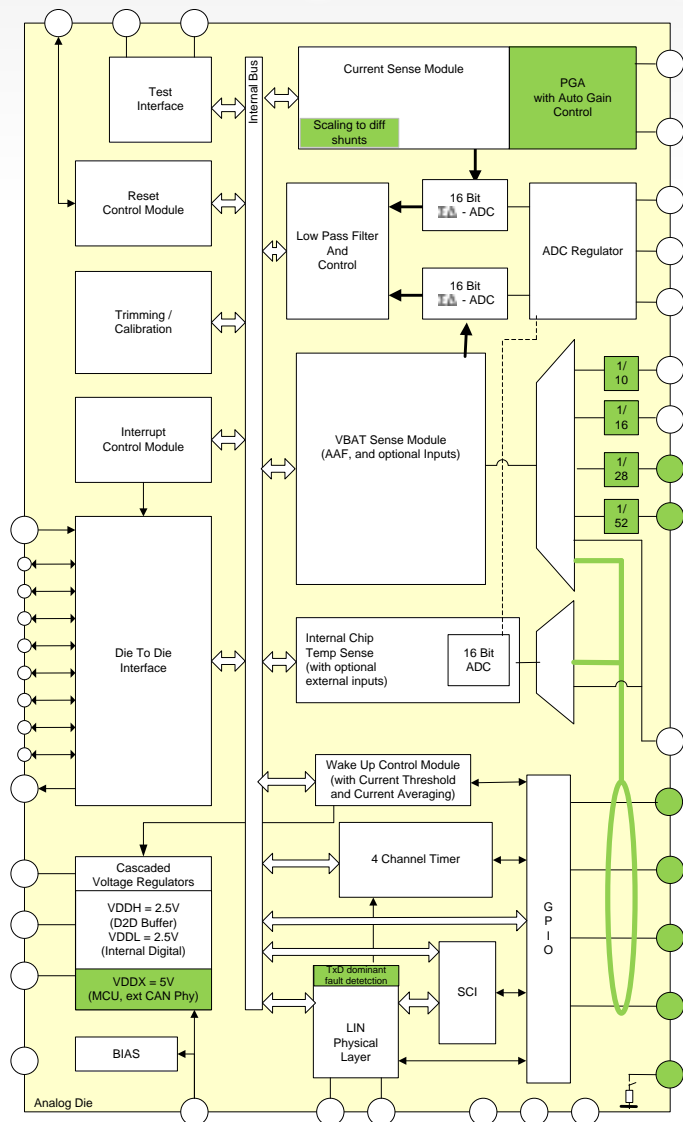 Test
Interface
Internal Bus
Current Sense Module
Scaling to diff
shunts
PGA
with Auto Gain
Control
Reset
Control Module
Low Pass Filter
And
Control
16 Bit
ΣΔ - ADC
16 Bit
ΣΔ - ADC
ADC Regulator
Trimming /
Calibration
Interrupt
Control Module
VBAT Sense Module
(AAF, and optional Inputs)
1/
10
1/
16
1/
28
1/
52
Die To Die
Interface
Internal Chip
Temp Sense
(with optional
external inputs)
16 Bit
ADC
Wake Up Control Module
(with Current Threshold
and Current Averaging)
Cascaded
Voltage Regulators
VDDH = 2.5V
(D2D Buffer)
VDDL = 2.5V
(Internal Digital)
VDDX = 5V
(MCU, ext CAN Phy)
4 Channel Timer
G
P
I
O
TxD dominant
fault detetction
LIN
Physical
Layer
SCI
BIAS
Analog Die